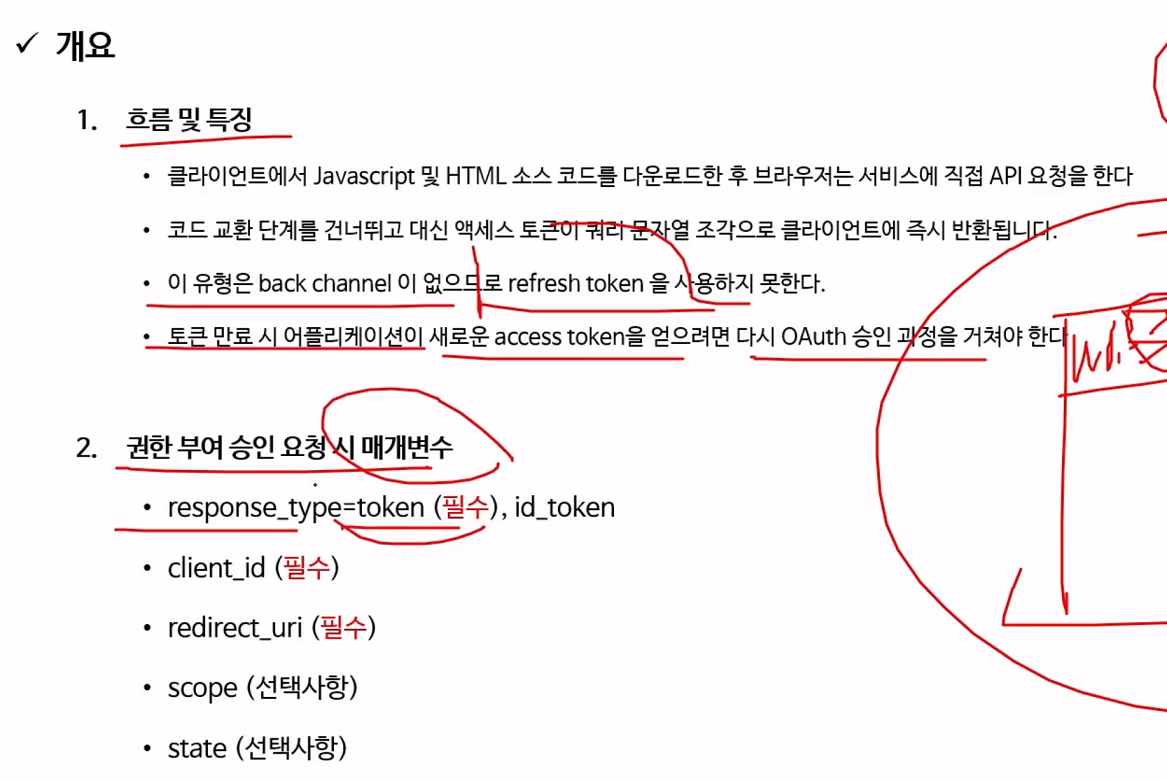 ✓ 개요
1. 흐름 및 특징
• 클라이언트에서 Javascript 및 HTML 소스 코드를 다운로드한 후 브라우저는 서비스에 직접 API 요청을 한다
• 코드 교환 단계를 건너뛰고 대신 액세스 토큰이 쿼리 문자열 조각으로 클라이언트에 즉시 반환됩니다.
• 이 유형은 back channel 이 없으므로 refresh token 을 사용하지 못한다.
• 토큰 만료 시 어플리케이션이 새로운 access token을 얻으려면 다시 OAuth 승인 과정을 거쳐야 한다
2. 권한 부여 승인 요청 시 매개변수
• response_type=token (필수), id_token
• client_id (필수)
• redirect_uri (필수)
• scope (선택사항)
• state (선택사항)